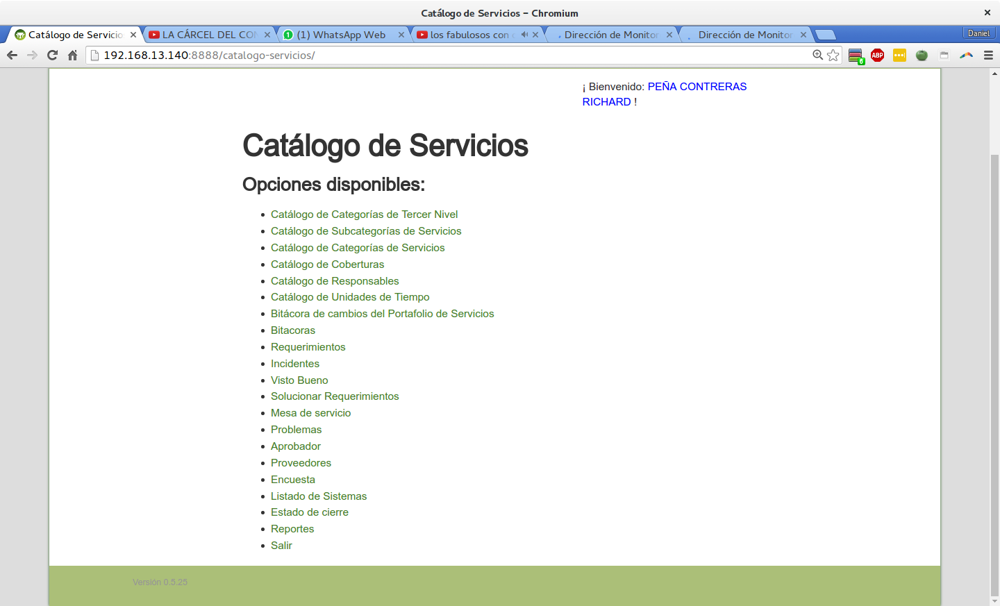 Catálogo de Servicios - Chromium
Catálogo de Servicio
LA CÁRCEL DEL CON
(1) WhatsApp Web
los fabulosos con
Dirección de Monitor
Dirección de Monitor
Daniel
192.168.13.140:8888/catalogo-servicios/
6
ABP
¡ Bienvenido: PEÑA CONTRERAS
RICHARD !
Catálogo de Servicios
Opciones disponibles:
Catálogo de Categorías de Tercer Nivel
Catálogo de Subcategorías de Servicios
Catálogo de Categorías de Servicios
Catálogo de Coberturas
Catálogo de Responsables
Catálogo de Unidades de Tiempo
Bitácora de cambios del Portafolio de Servicios
Bitacoras
Requerimientos
Incidentes
Visto Bueno
Solucionar Requerimientos
Mesa de servicio
Problemas
Aprobador
Proveedores
Encuesta
Listado de Sistemas
Estado de cierre
Reportes
Salir
Versión 0.5.25